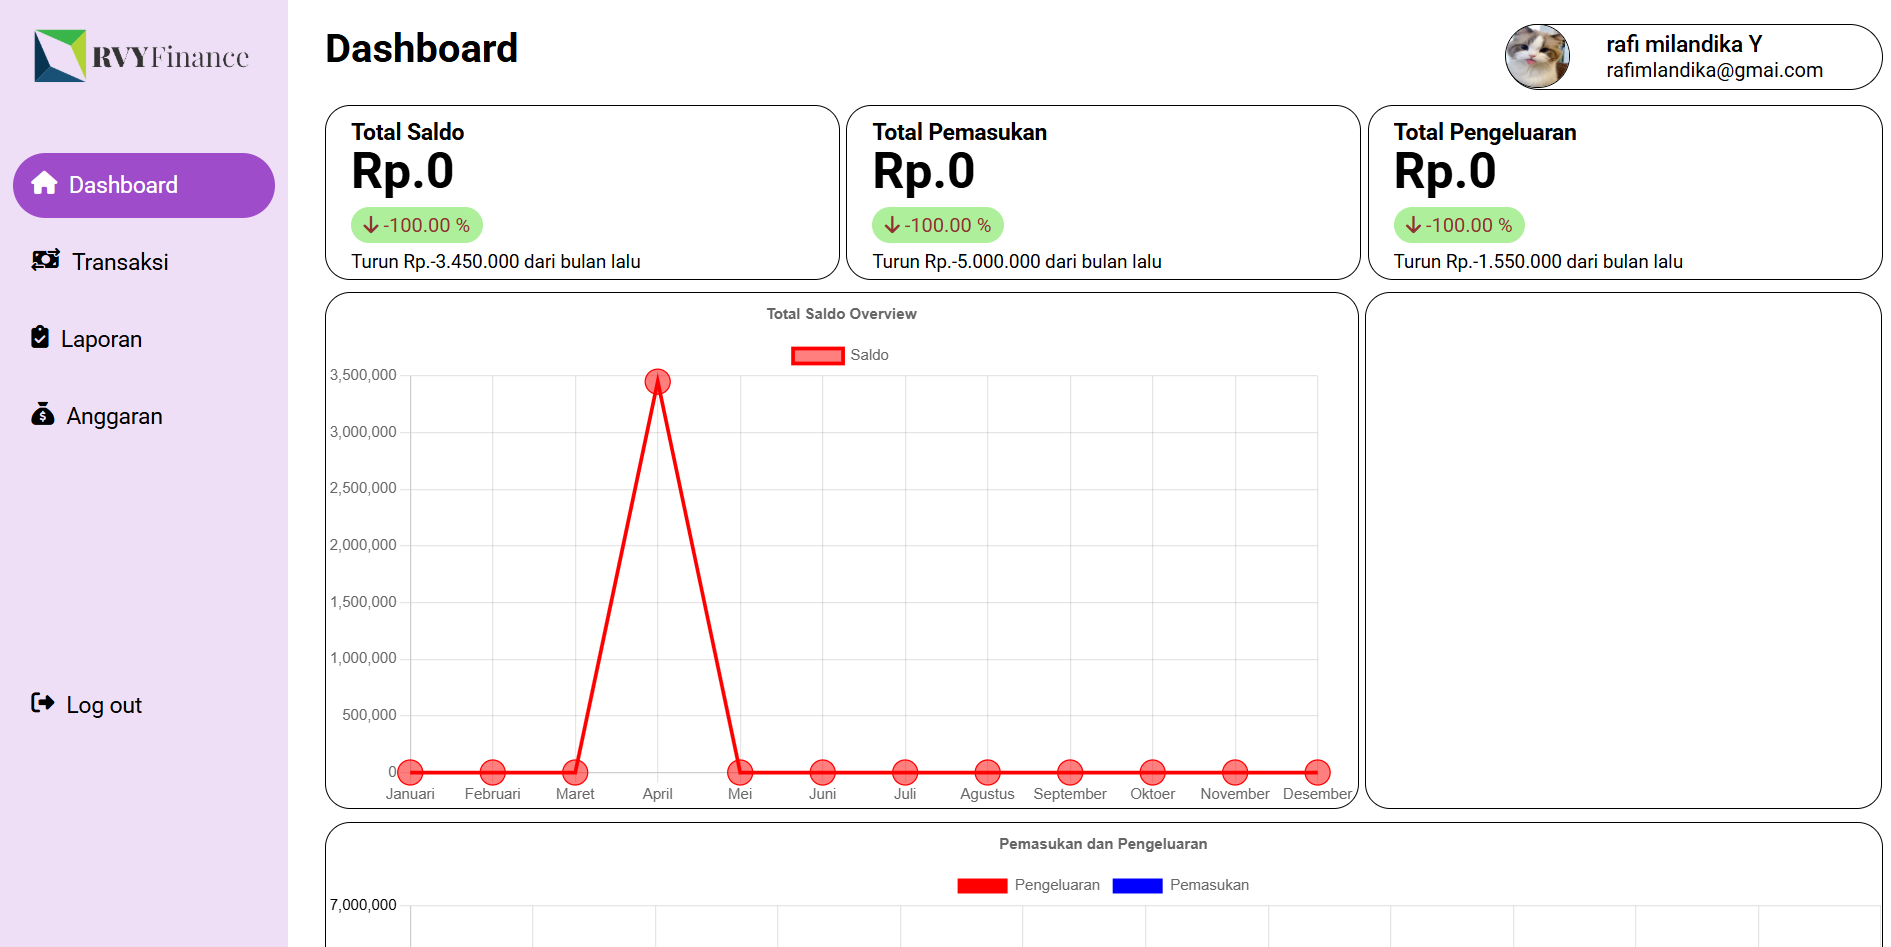 RVYFinance
Dashboard
Transaksi
Laporan
Anggaran
Log out
Dashboard
rafi milandika Y
rafimlandika@gmai.com
Total Saldo
Rp.0
-100.00 %
Turun Rp.-3.450.000 dari bulan lalu
Total Pemasukan
Rp.0
-100.00 %
Turun Rp.-5.000.000 dari bulan lalu
Total Pengeluaran
Rp.0
-100.00 %
Turun Rp.-1.550.000 dari bulan lalu
Total Saldo Overview
Saldo
3,500,000
3,000,000
2,500,000
2,000,000
1,500,000
1,000,000
500,000
0
Januari Februari Maret April Mei Juni Juli Agustus September Oktoer November Desember
Pemasukan dan Pengeluaran
Pengeluaran Pemasukan
7,000,000